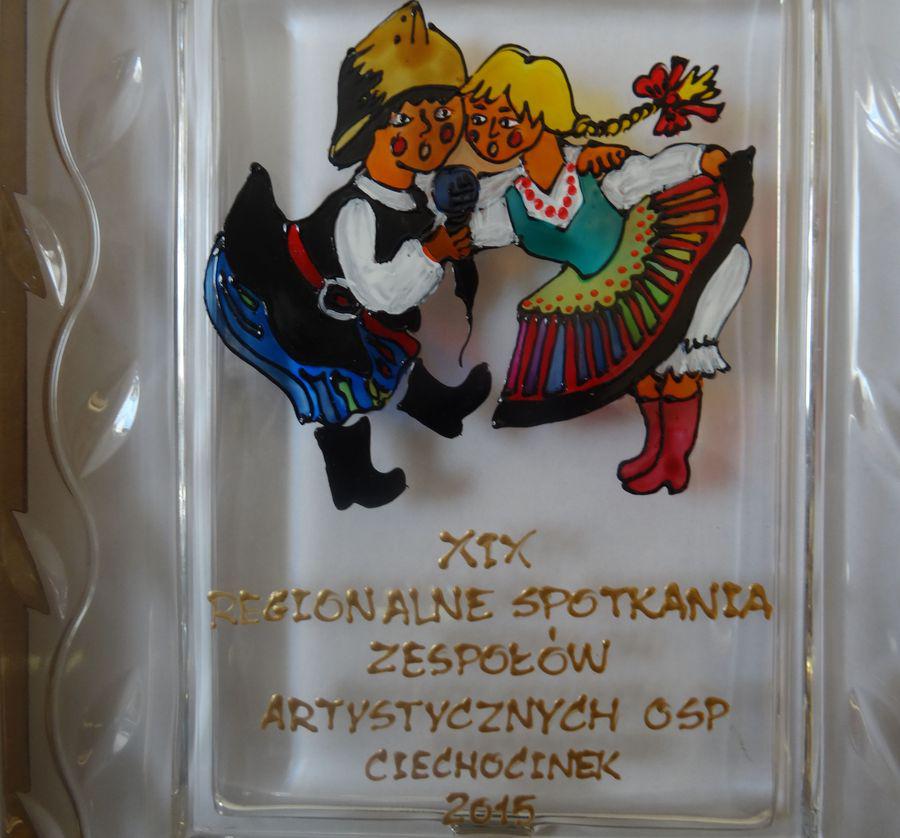 XIX
REGIONALNE SPOTKANIA
ZESPOŁÓW
ARTYSTYCZNYCH OSP
CIECHOCINEK
2015